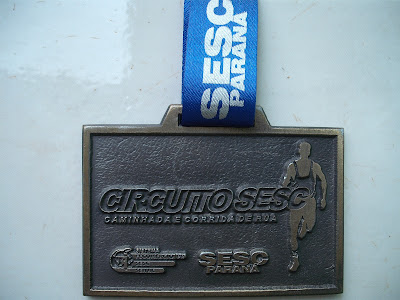 SESC
PARANÁ
CIRCUITO SESC
CAMINHADA E CORRIDA DE RUA
SESC
PARANÁ